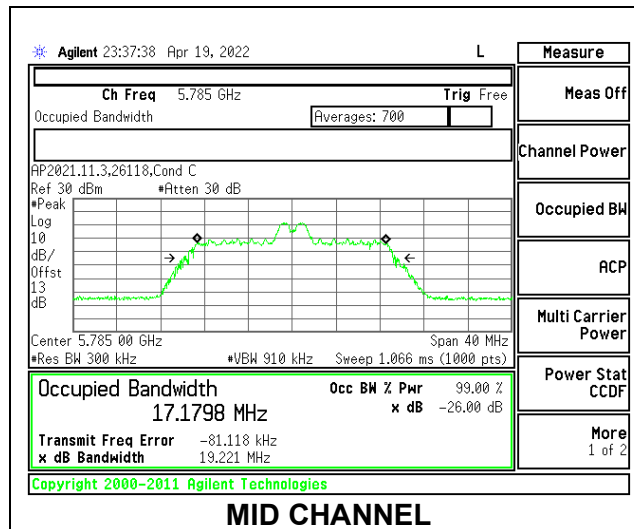 Agilent 23:37:38 Apr 19, 2022 L
Measure
Ch Freq 5.785 GHz Trig Free
Occupied Bandwidth Averages: 700
Meas Off
Channel Power
AP2021.11.3,26118,Cond C
Ref 30 dBm #Atten 30 dB
#Peak
Log
10
dB/
Offst
13
dB
Occupied BW
ACP
Center 5.785 00 GHz Span 40 MHz
#Res BW 300 kHz #VBW 910 kHz Sweep 1.066 ms (1000 pts)
Multi Carrier
Power
Occupied Bandwidth Occ BW % Pwr 99.00 %
17.1798 MHz x dB -26.00 dB
Transmit Freq Error -81.118 kHz
x dB Bandwidth 19.221 MHz
Power Stat
CCDF
More
1 of 2
Copyright 2000-2011 Agilent Technologies
MID CHANNEL